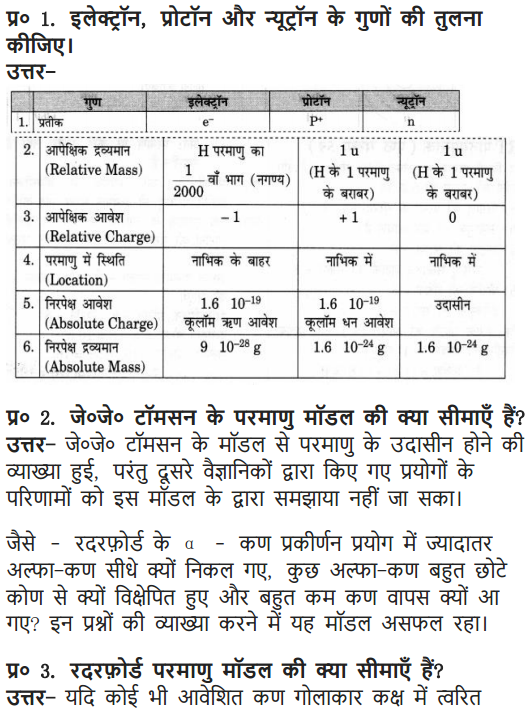 प्र० 1. इलेक्ट्रॉन, प्रोटॉन और न्यूट्रॉन के गुणों की तुलना
कीजिए।
उत्तर-
गुण इलेक्ट्रॉन प्रोटॉन न्यूट्रॉन
1. प्रतीक e⁻ P⁺ n
2. आपेक्षिक द्रव्यमान H परमाणु का 1 u 1 u
(Relative Mass) 1/2000 वाँ भाग (नगण्य) (H के 1 परमाणु (H के 1 परमाणु
के बराबर) के बराबर)
3. आपेक्षिक आवेश – 1 + 1 0
(Relative Charge)
4. परमाणु में स्थिति नाभिक के बाहर नाभिक में नाभिक में
(Location)
5. निरपेक्ष आवेश 1.6 10⁻¹⁹ 1.6 10⁻¹⁹ उदासीन
(Absolute Charge) कूलॉम ऋण आवेश कूलॉम धन आवेश
6. निरपेक्ष द्रव्यमान 9 10⁻²⁸ g 1.6 10⁻²⁴ g 1.6 10⁻²⁴ g
(Absolute Mass)
प्र० 2. जे०जे० टॉमसन के परमाणु मॉडल की क्या सीमाएँ हैं?
उत्तर- जे०जे० टॉमसन के मॉडल से परमाणु के उदासीन होने की
व्याख्या हुई, परंतु दूसरे वैज्ञानिकों द्वारा किए गए प्रयोगों के
परिणामों को इस मॉडल के द्वारा समझाया नहीं जा सका।
जैसे - रदरफ़ोर्ड के α - कण प्रकीर्णन प्रयोग में ज्यादातर
अल्फा-कण सीधे क्यों निकल गए, कुछ अल्फा-कण बहुत छोटे
कोण से क्यों विक्षेपित हुए और बहुत कम कण वापस क्यों आ
गए? इन प्रश्नों की व्याख्या करने में यह मॉडल असफल रहा।
प्र० 3. रदरफ़ोर्ड परमाणु मॉडल की क्या सीमाएँ हैं?
उत्तर- यदि कोई भी आवेशित कण गोलाकार कक्ष में त्वरित